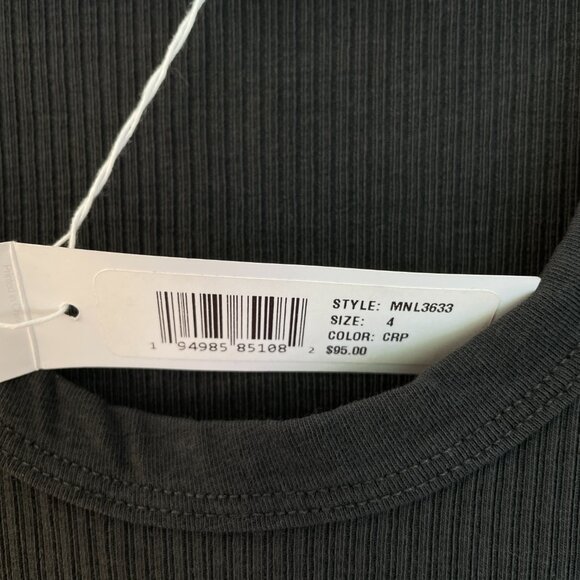 STYLE: MNL3633
SIZE: 4
COLOR: CRP
$95.00
1 94985 85108 2